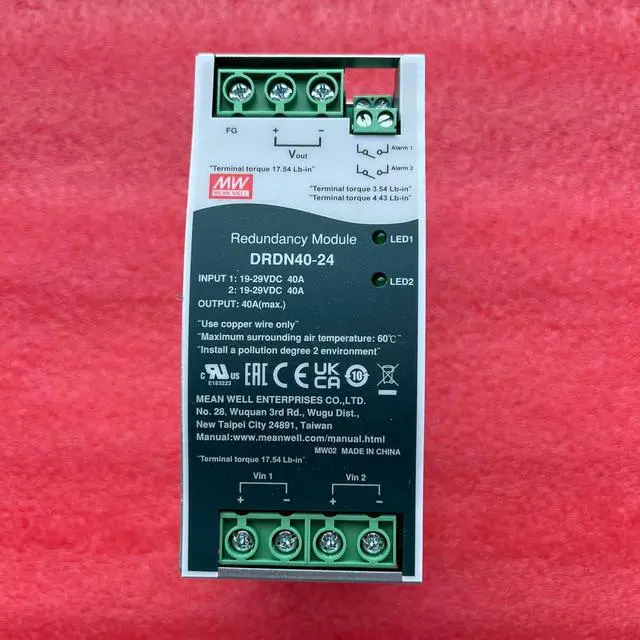 FG + −
Vout
Alarm 1
Alarm 2
"Terminal torque 17.54 Lb-in"
"Terminal torque 3.54 Lb-in"
"Terminal torque 4.43 Lb-in"
MW
MEAN WELL
Redundancy Module
DRDN40-24
LED1
LED2
INPUT 1: 19-29VDC 40A
2: 19-29VDC 40A
OUTPUT: 40A(max.)
"Use copper wire only"
"Maximum surrounding air temperature: 60℃"
"Install a pollution degree 2 environment"
c RU US EAC CE UKCA 10
E183223
MEAN WELL ENTERPRISES CO.,LTD.
No. 28, Wuquan 3rd Rd., Wugu Dist.,
New Taipei City 24891, Taiwan
Manual:www.meanwell.com/manual.html
MW02 MADE IN CHINA
"Terminal torque 17.54 Lb-in"
Vin 1 Vin 2
+ − + −